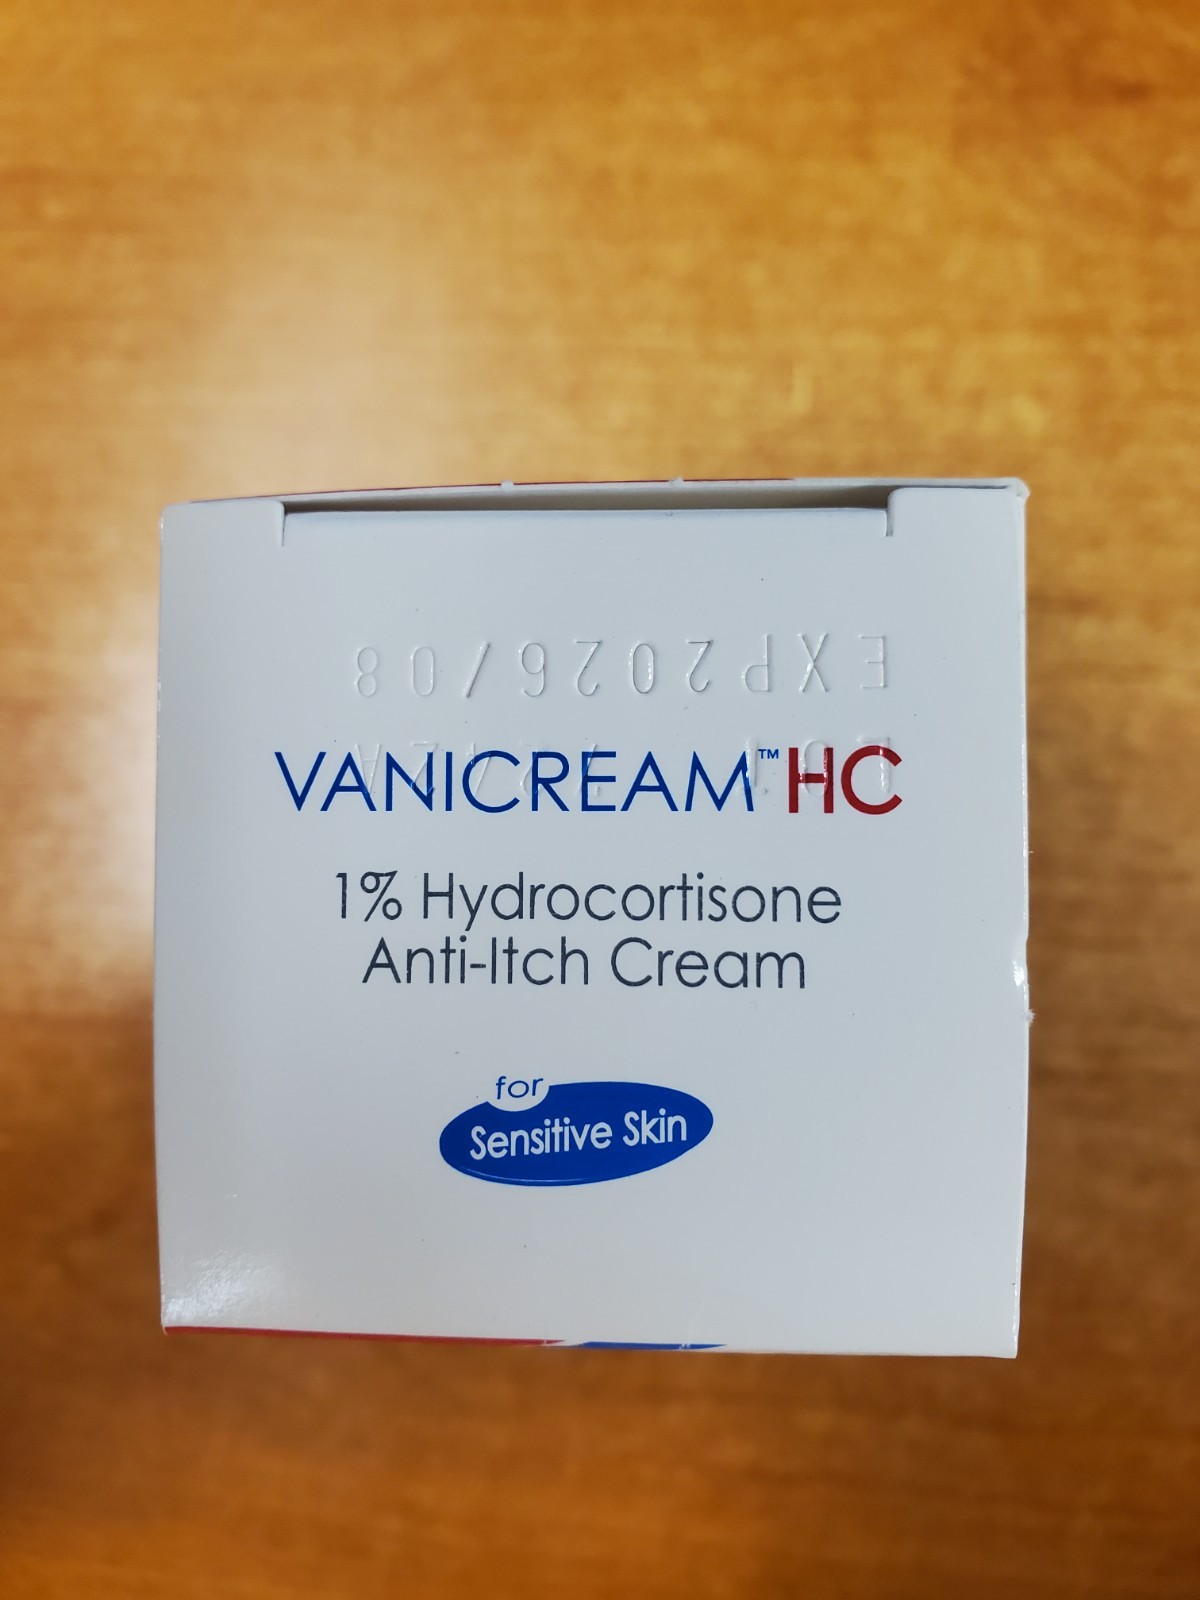 EXP2026/08
VANICREAM™ HC
1% Hydrocortisone
Anti-Itch Cream
for
Sensitive Skin